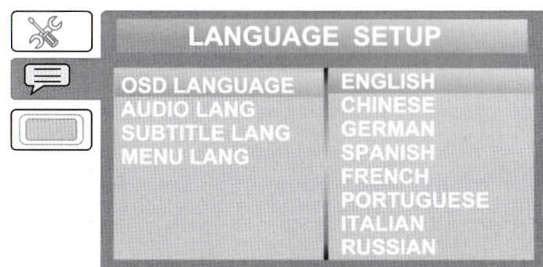 LANGUAGE SETUP
OSD LANGUAGE
AUDIO LANG
SUBTITLE LANG
MENU LANG
ENGLISH
CHINESE
GERMAN
SPANISH
FRENCH
PORTUGUESE
ITALIAN
RUSSIAN